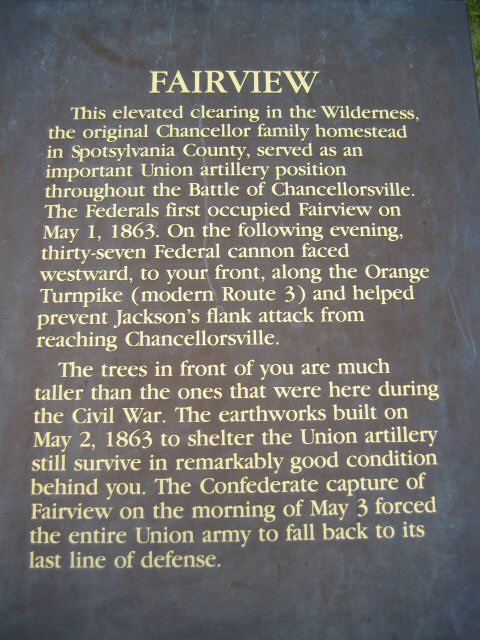 FAIRVIEW
This elevated clearing in the Wilderness,
the original Chancellor family homestead
in Spotsylvania County, served as an
important Union artillery position
throughout the Battle of Chancellorsville.
The Federals first occupied Fairview on
May 1, 1863. On the following evening,
thirty-seven Federal cannon faced
westward, to your front, along the Orange
Turnpike (modern Route 3) and helped
prevent Jackson's flank attack from
reaching Chancellorsville.
The trees in front of you are much
taller than the ones that were here during
the Civil War. The earthworks built on
May 2, 1863 to shelter the Union artillery
still survive in remarkably good condition
behind you. The Confederate capture of
Fairview on the morning of May 3 forced
the entire Union army to fall back to its
last line of defense.